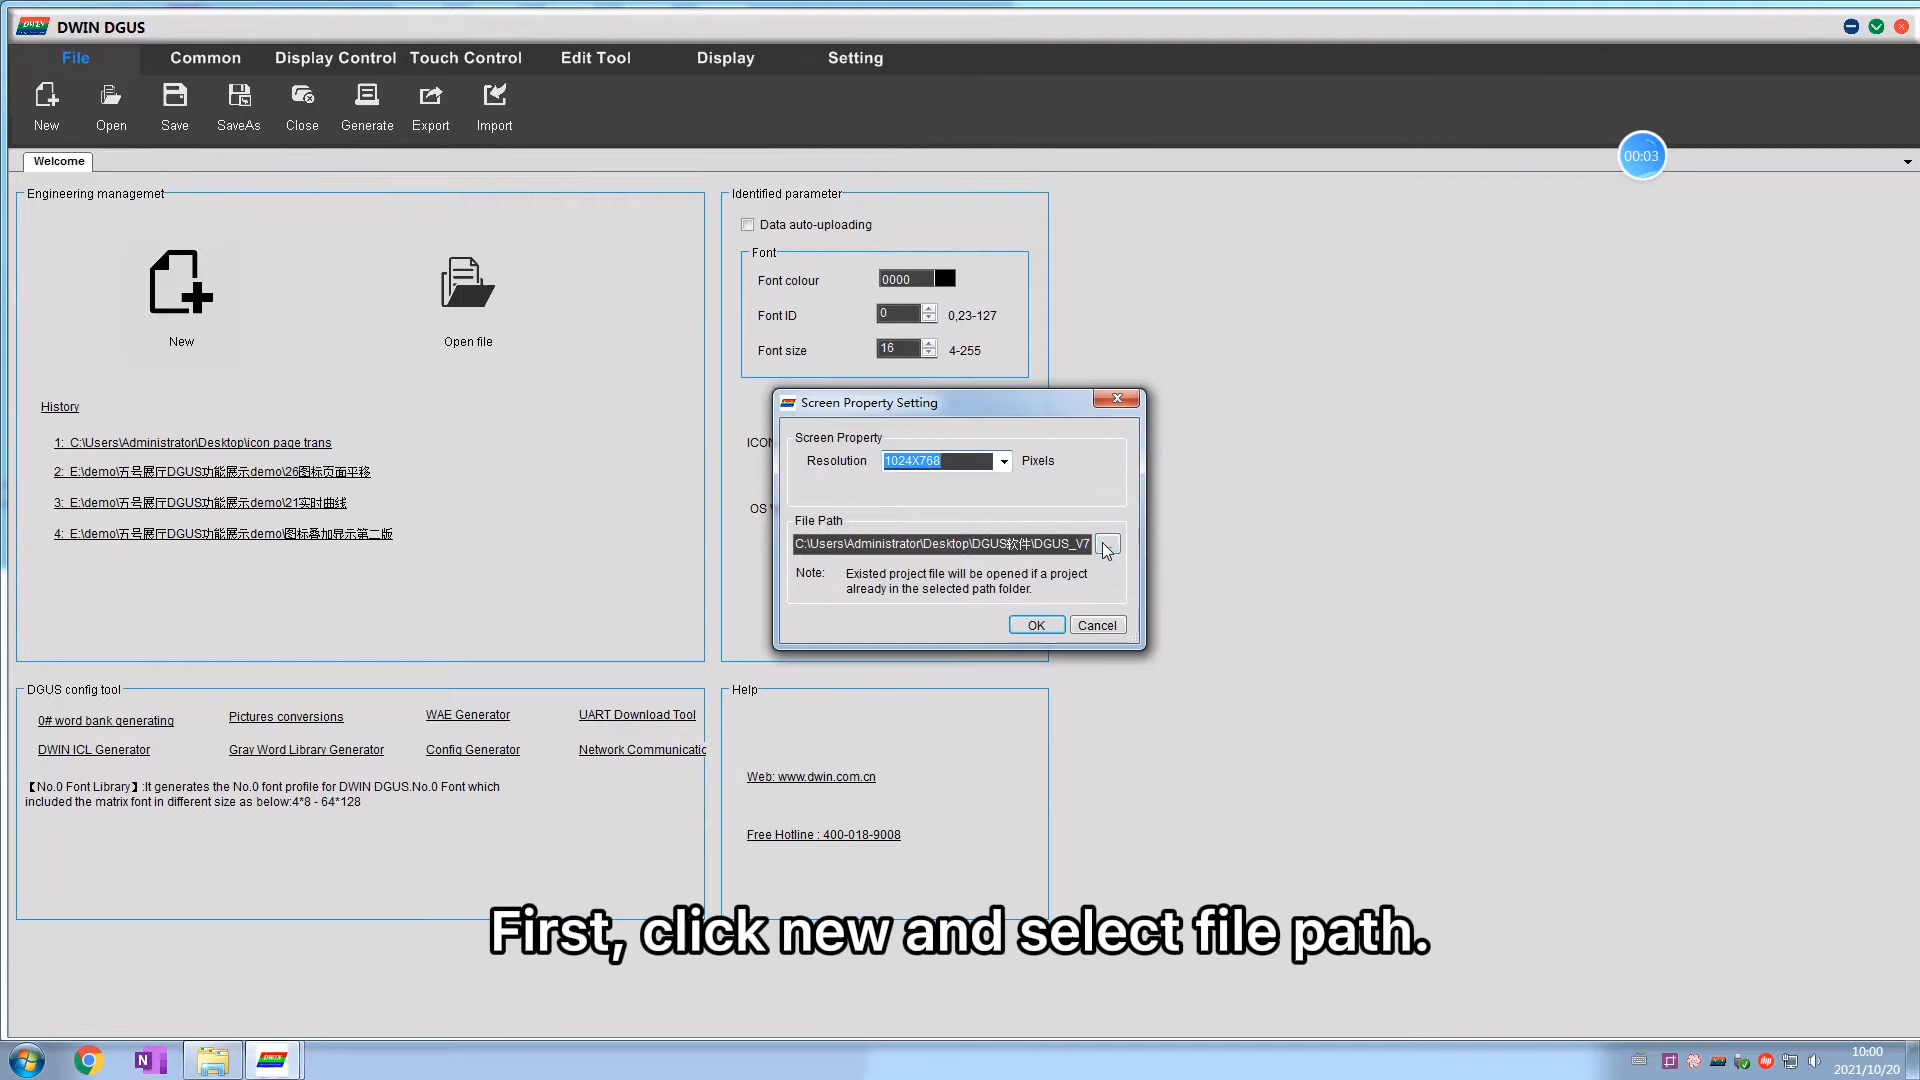 DWIN DGUS
File
Common
Display Control
Touch Control
Edit Tool
Display
Setting
New
Open
Save
SaveAs
Close
Generate
Export
Import
00:03
Welcome
Engineering managemet
New
Open file
History
1: C:\Users\Administrator\Desktop\icon page trans
2: E:\demo\五号展厅DGUS功能展示demo\26图标页面平移
3: E:\demo\五号展厅DGUS功能展示demo\21实时曲线
4: E:\demo\五号展厅DGUS功能展示demo\图标叠加显示第二版
Identified parameter
Data auto-uploading
Font
Font colour
0000
Font ID
0
0,23-127
Font size
16
4-255
ICON
OS
Screen Property Setting
Screen Property
Resolution
1024X768
Pixels
File Path
C:\Users\Administrator\Desktop\DGUS软件\DGUS_V7
Note:
Existed project file will be opened if a project
already in the selected path folder.
OK
Cancel
DGUS config tool
0# word bank generating
Pictures conversions
WAE Generator
UART Download Tool
DWIN ICL Generator
Gray Word Library Generator
Config Generator
Network Communicatio
【No.0 Font Library】:It generates the No.0 font profile for DWIN DGUS.No.0 Font which
included the matrix font in different size as below:4*8 - 64*128
Help
Web: www.dwin.com.cn
Free Hotline : 400-018-9008
First, click new and select file path.
10:00
2021/10/20